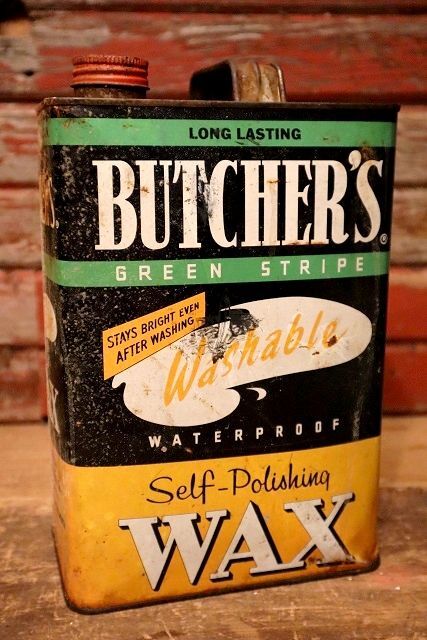 LONG LASTING
BUTCHER'S®
GREEN STRIPE
STAYS BRIGHT EVEN
AFTER WASHING
Washable
WATERPROOF
Self-Polishing
WAX